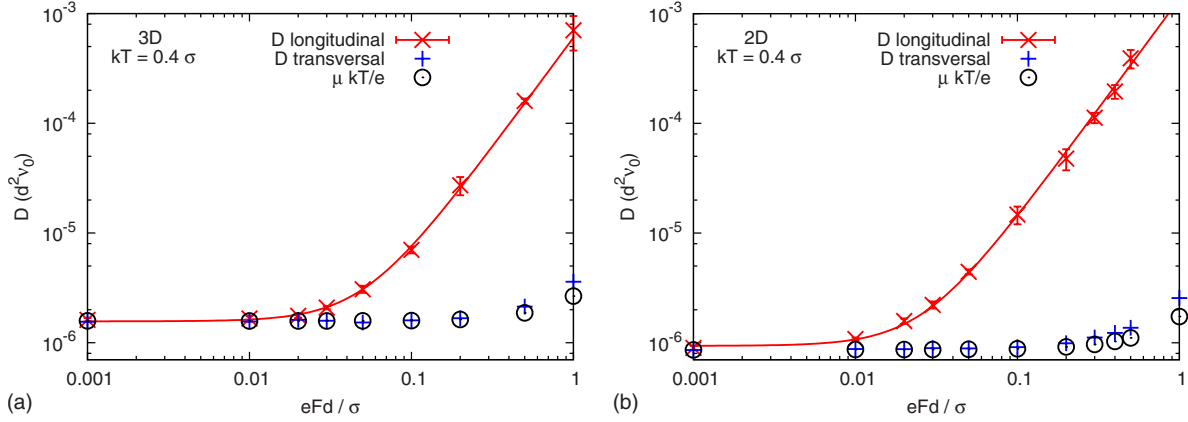 3D
kT = 0.4 σ
D longitudinal
D transversal
μ kT/e
D (d²ν₀)
10⁻³
10⁻⁴
10⁻⁵
10⁻⁶
0.001
0.01
0.1
1
eFd / σ
(a)
2D
kT = 0.4 σ
D longitudinal
D transversal
μ kT/e
D (d²ν₀)
10⁻³
10⁻⁴
10⁻⁵
10⁻⁶
0.001
0.01
0.1
1
eFd / σ
(b)